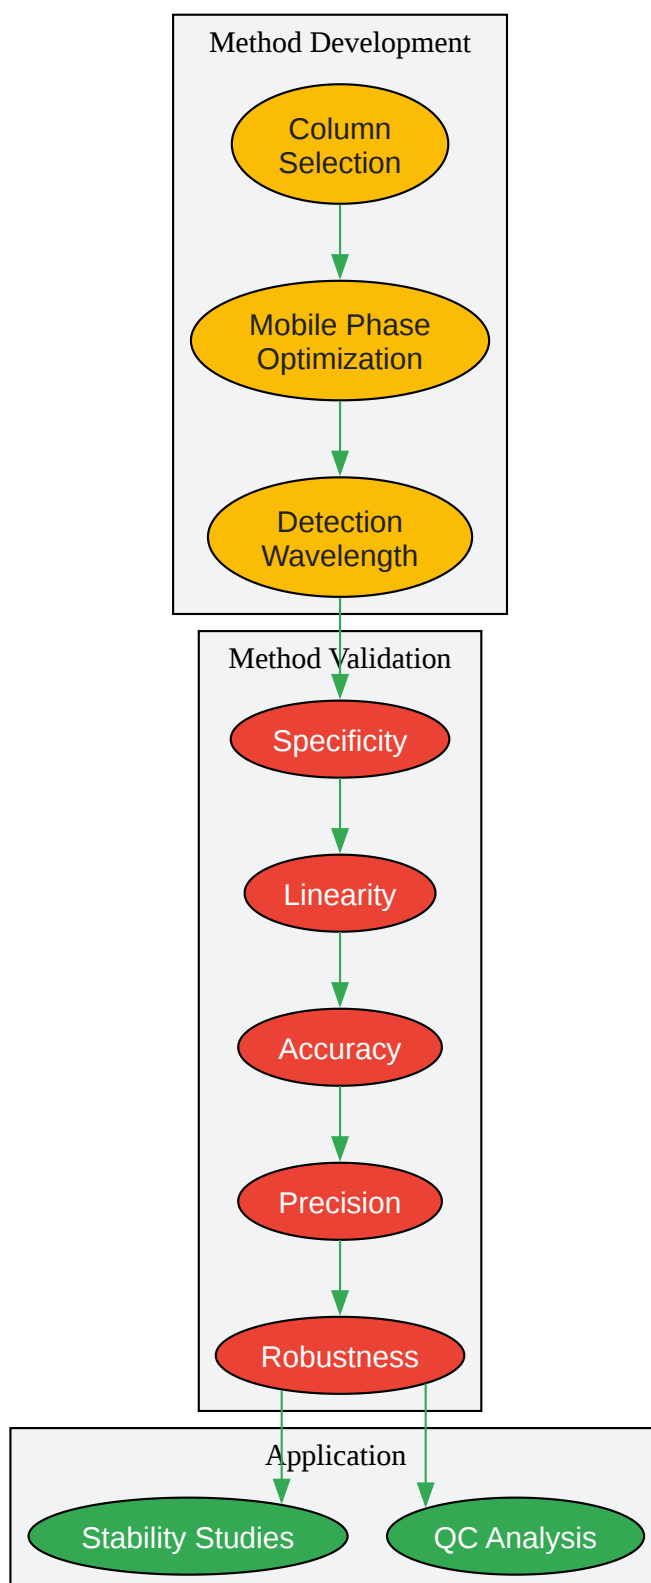 Method Development
Column
Selection
Mobile Phase
Optimization
Detection
Wavelength
Method Validation
Specificity
Linearity
Accuracy
Precision
Robustness
Application
Stability Studies
QC Analysis